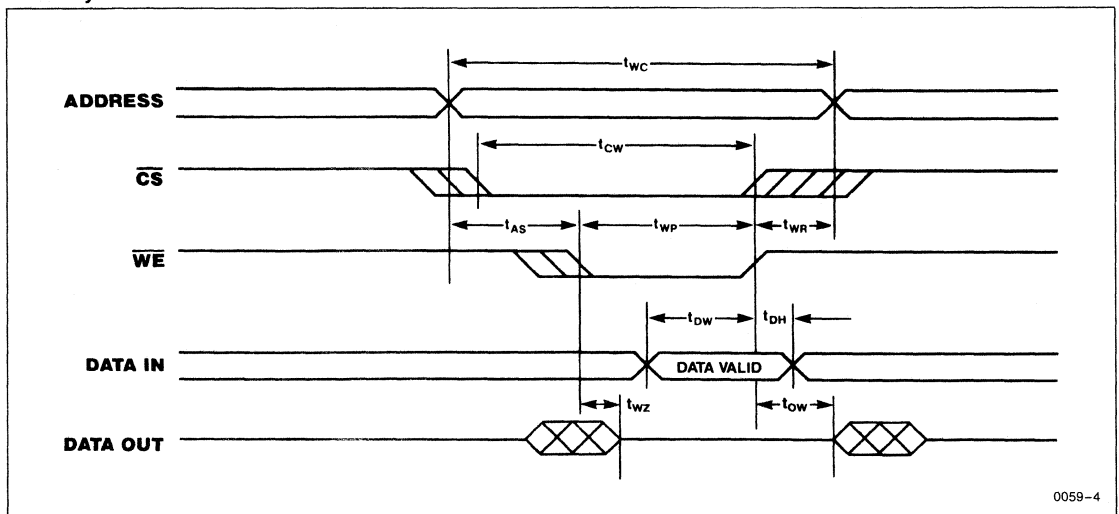 tWC
ADDRESS
tCW
CS
tAS
tWP
tWR
WE
tDW
tDH
DATA IN
DATA VALID
tWZ
tOW
DATA OUT
0059-4